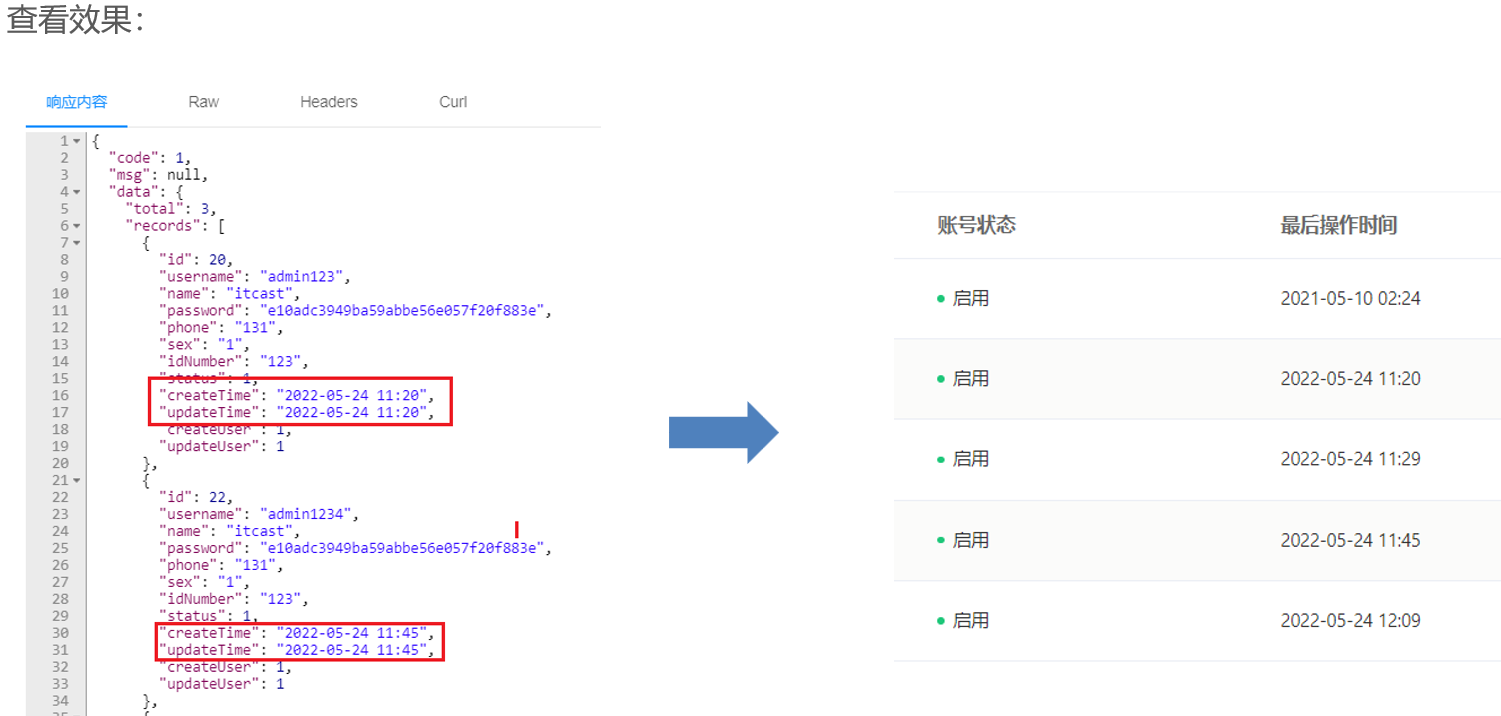 查看效果：
响应内容 Raw Headers Curl
1 {
2 "code": 1,
3 "msg": null,
4 "data": {
5 "total": 3,
6 "records": [
7 {
8 "id": 20,
9 "username": "admin123",
10 "name": "itcast",
11 "password": "e10adc3949ba59abbe56e057f20f883e",
12 "phone": "131",
13 "sex": "1",
14 "idNumber": "123",
15 "status": 1,
16 "createTime": "2022-05-24 11:20",
17 "updateTime": "2022-05-24 11:20",
18 "createUser": 1,
19 "updateUser": 1
20 },
21 {
22 "id": 22,
23 "username": "admin1234",
24 "name": "itcast",
25 "password": "e10adc3949ba59abbe56e057f20f883e",
26 "phone": "131",
27 "sex": "1",
28 "idNumber": "123",
29 "status": 1,
30 "createTime": "2022-05-24 11:45",
31 "updateTime": "2022-05-24 11:45",
32 "createUser": 1,
33 "updateUser": 1
34 },
35 {
账号状态 最后操作时间
启用 2021-05-10 02:24
启用 2022-05-24 11:20
启用 2022-05-24 11:29
启用 2022-05-24 11:45
启用 2022-05-24 12:09